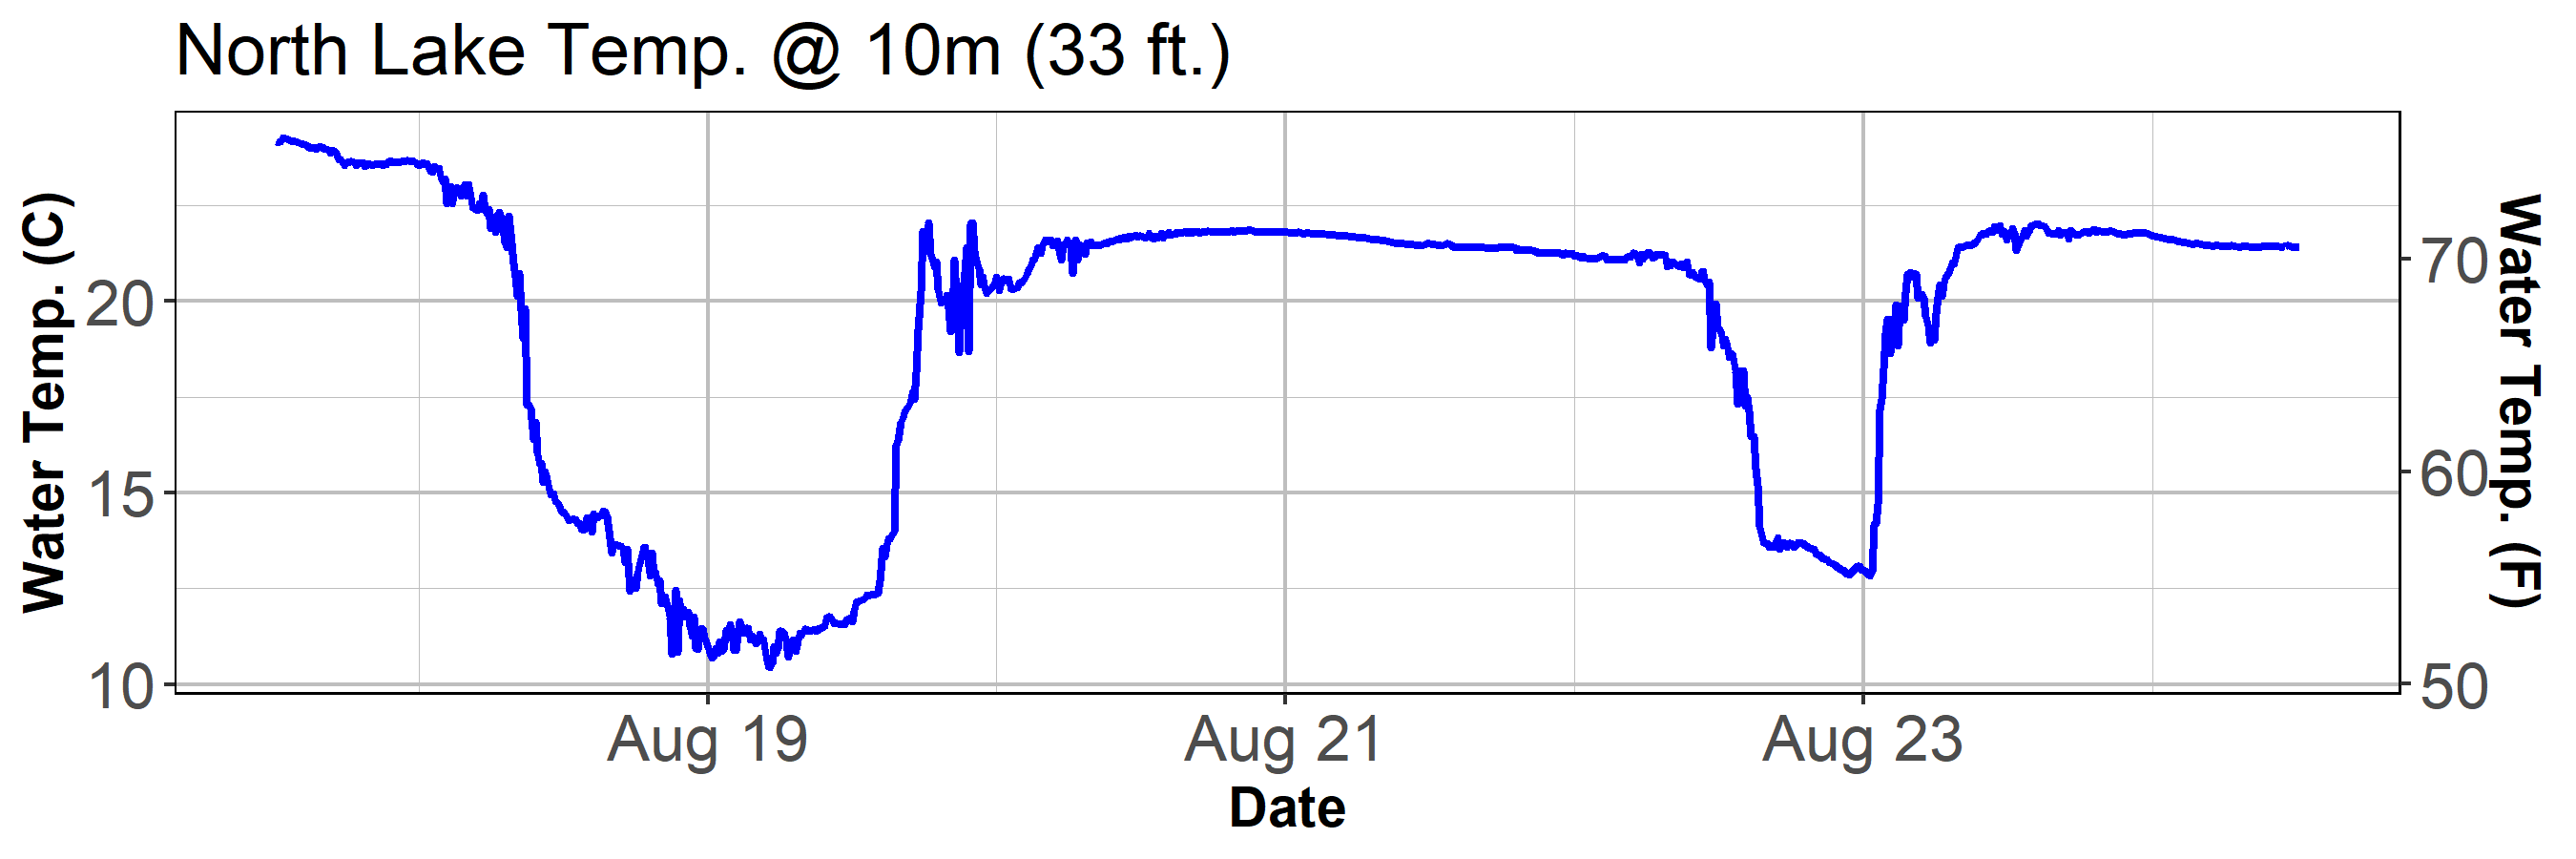 North Lake Temp. @ 10m (33 ft.)
Water Temp. (C)
20
15
10
70
60
50
Water Temp. (F)
Aug 19
Aug 21
Aug 23
Date